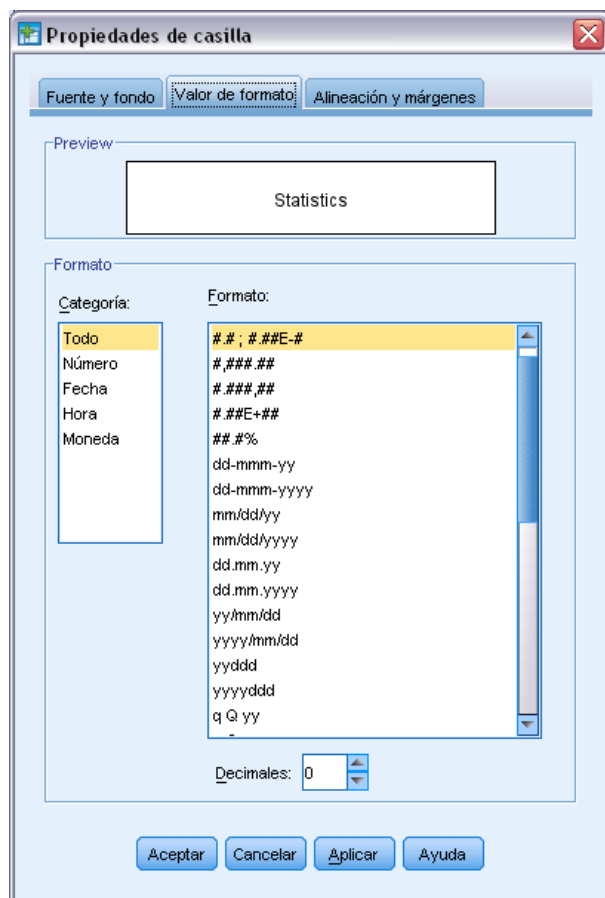 Propiedades de casilla
Fuente y fondo Valor de formato Alineación y márgenes
Preview
Statistics
Formato
Categoría:
Todo
Número
Fecha
Hora
Moneda
Formato:
#.# ; #.##E-#
#,###.##
#.###,##
#.##E+##
##.#%
dd-mmm-yy
dd-mmm-yyyy
mm/dd/yy
mm/dd/yyyy
dd.mm.yy
dd.mm.yyyy
yy/mm/dd
yyyy/mm/dd
yyddd
yyyyddd
q Q yy
Decimales: 0
Aceptar Cancelar Aplicar Ayuda